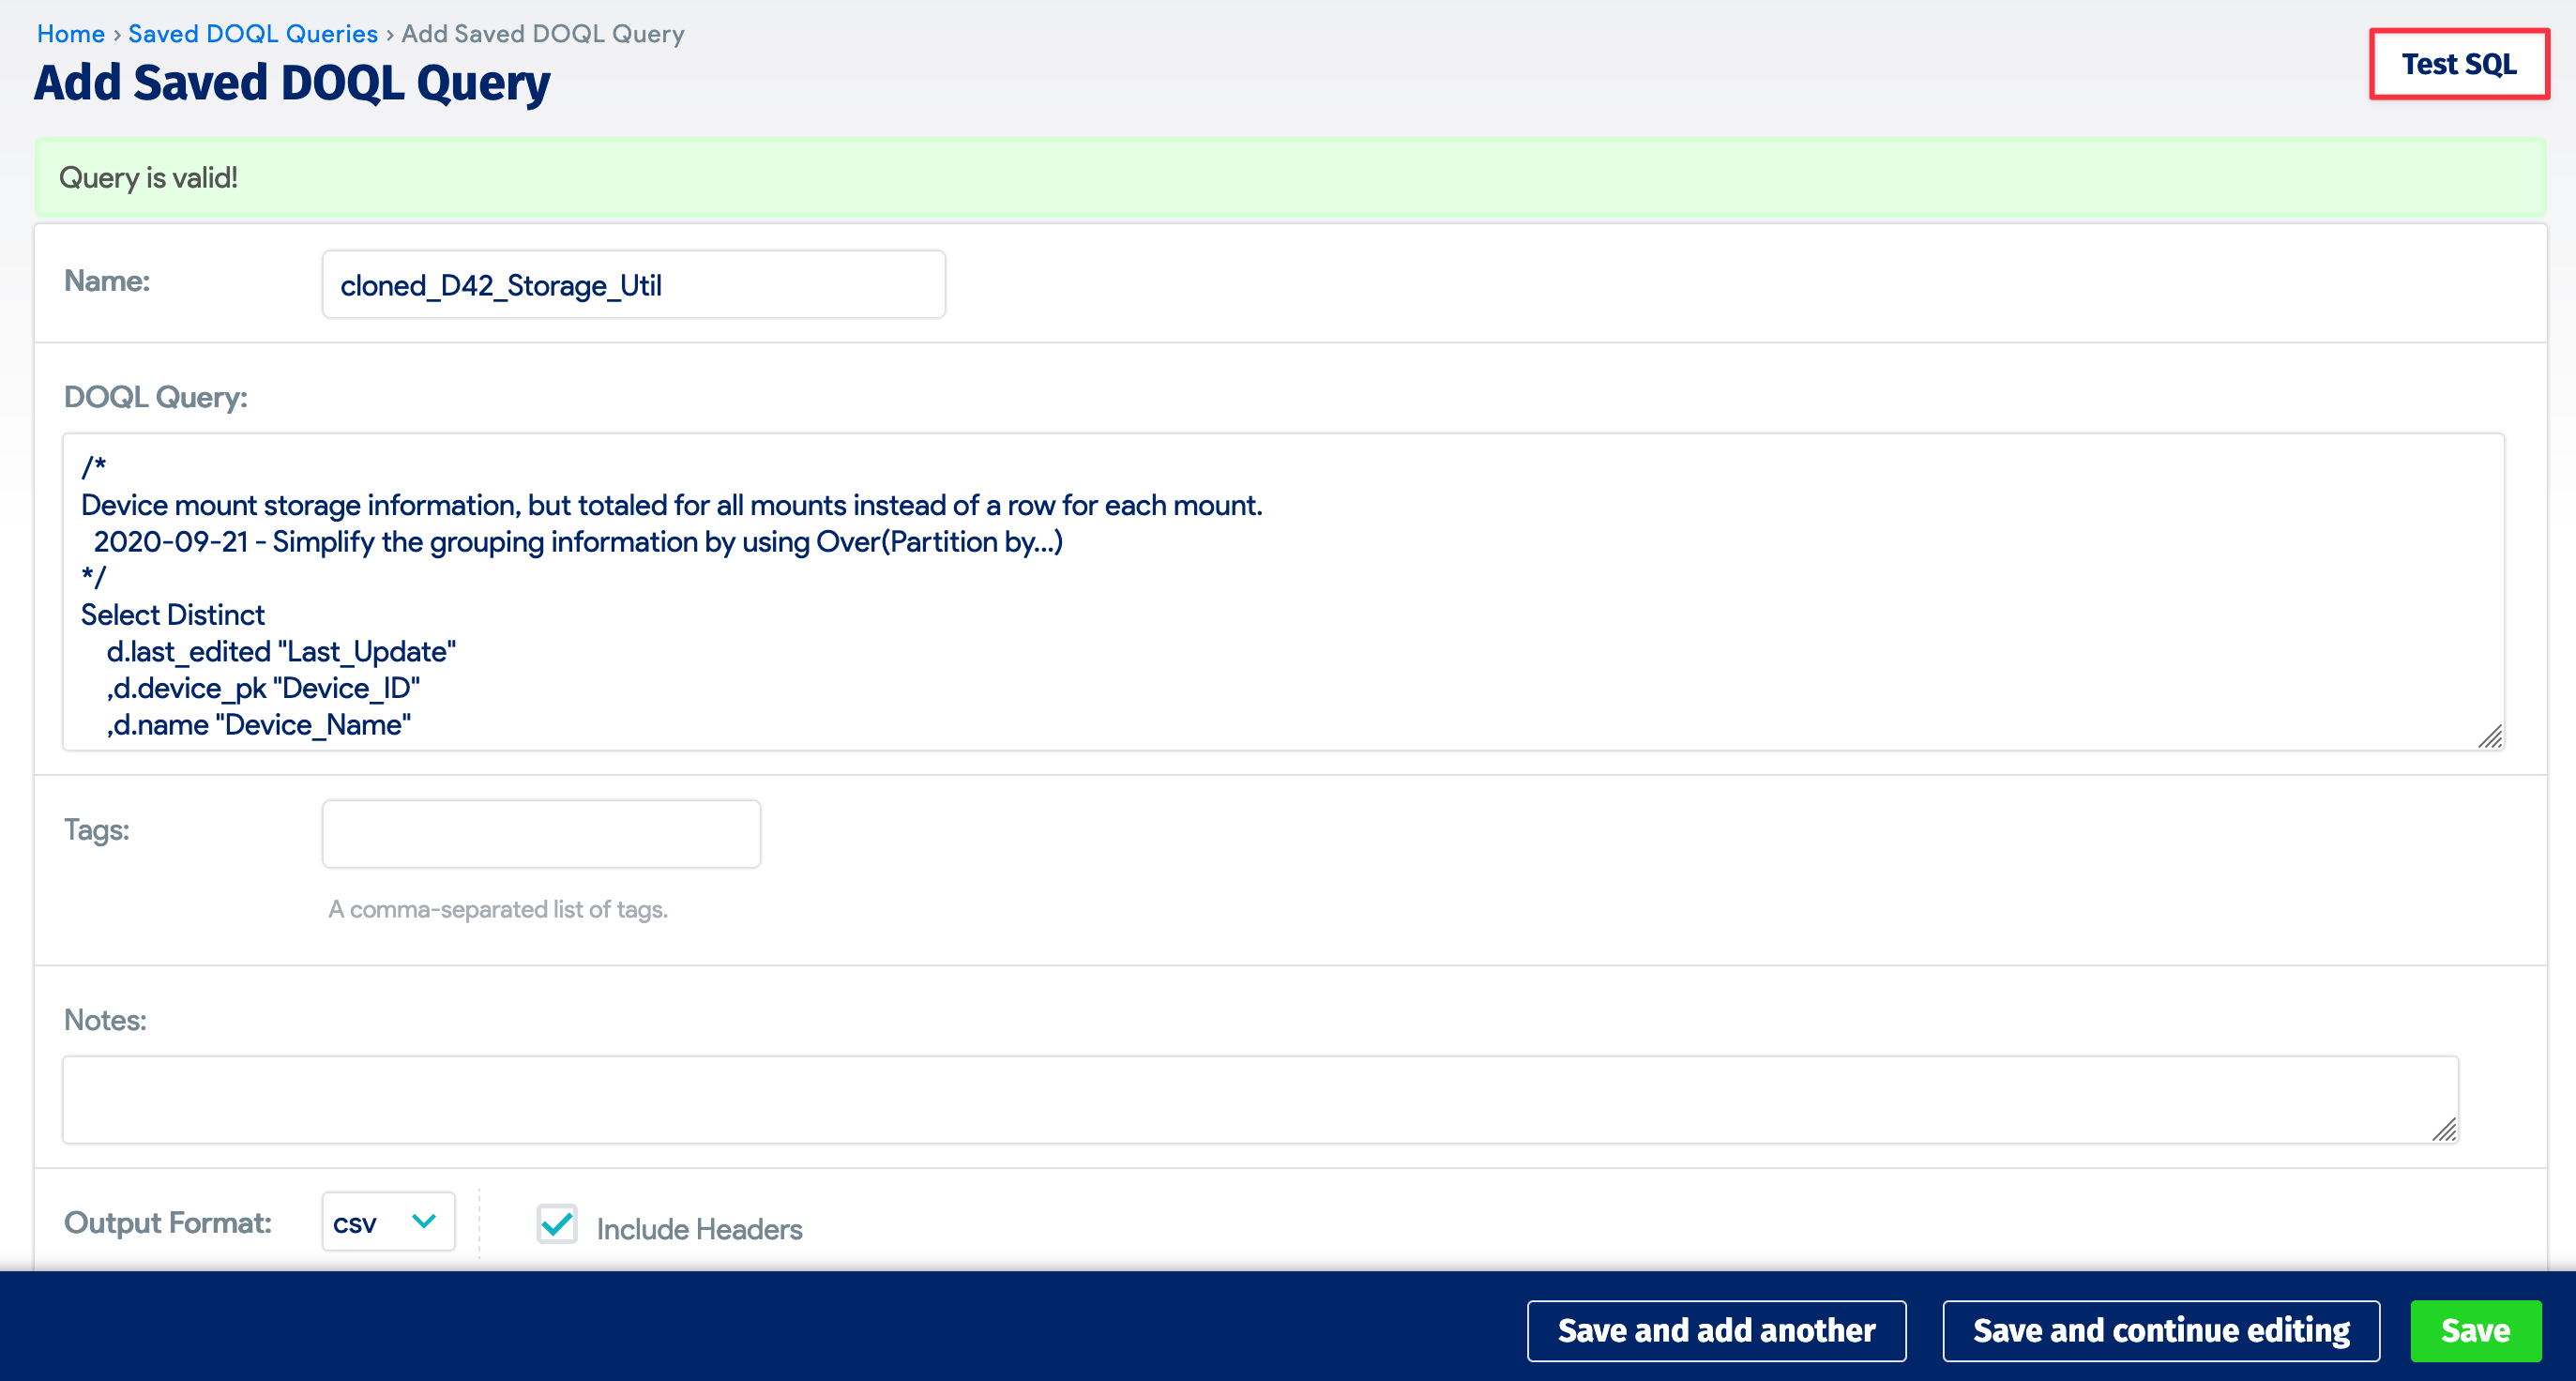 Home › Saved DOQL Queries › Add Saved DOQL Query
Add Saved DOQL Query
Test SQL
Query is valid!
Name:
cloned_D42_Storage_Util
DOQL Query:
/*
Device mount storage information, but totaled for all mounts instead of a row for each mount.
2020-09-21 - Simplify the grouping information by using Over(Partition by...)
*/
Select Distinct
d.last_edited "Last_Update"
,d.device_pk "Device_ID"
,d.name "Device_Name"
Tags:
A comma-separated list of tags.
Notes:
Output Format:
csv
Include Headers
Save and add another
Save and continue editing
Save